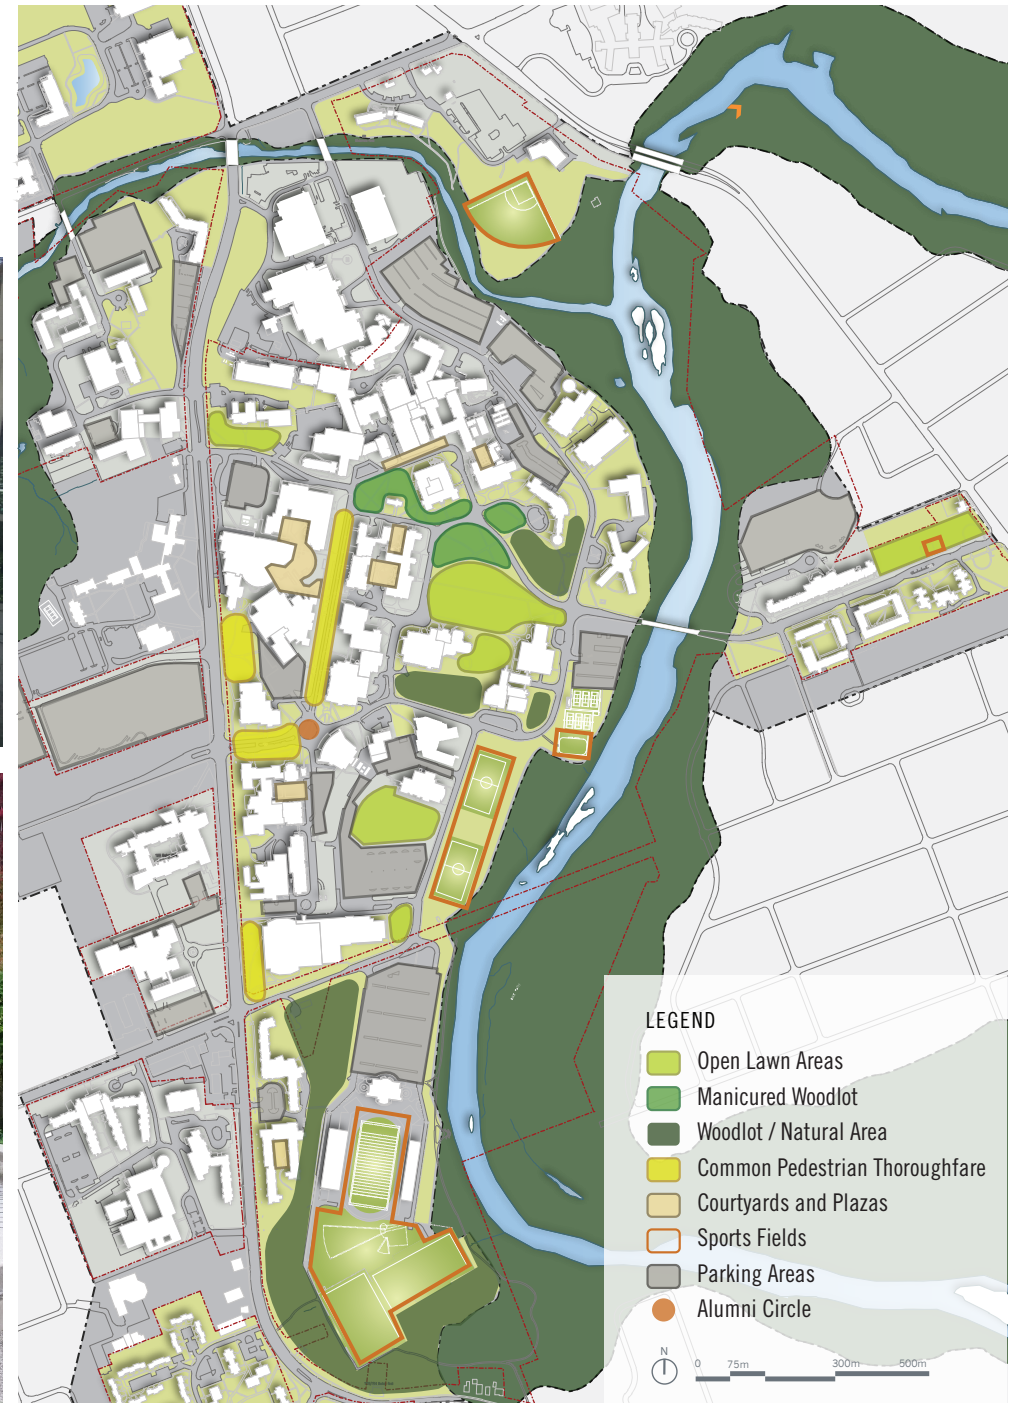 LEGEND
Open Lawn Areas
Manicured Woodlot
Woodlot / Natural Area
Common Pedestrian Thoroughfare
Courtyards and Plazas
Sports Fields
Parking Areas
Alumni Circle
N
0 75m 300m 500m